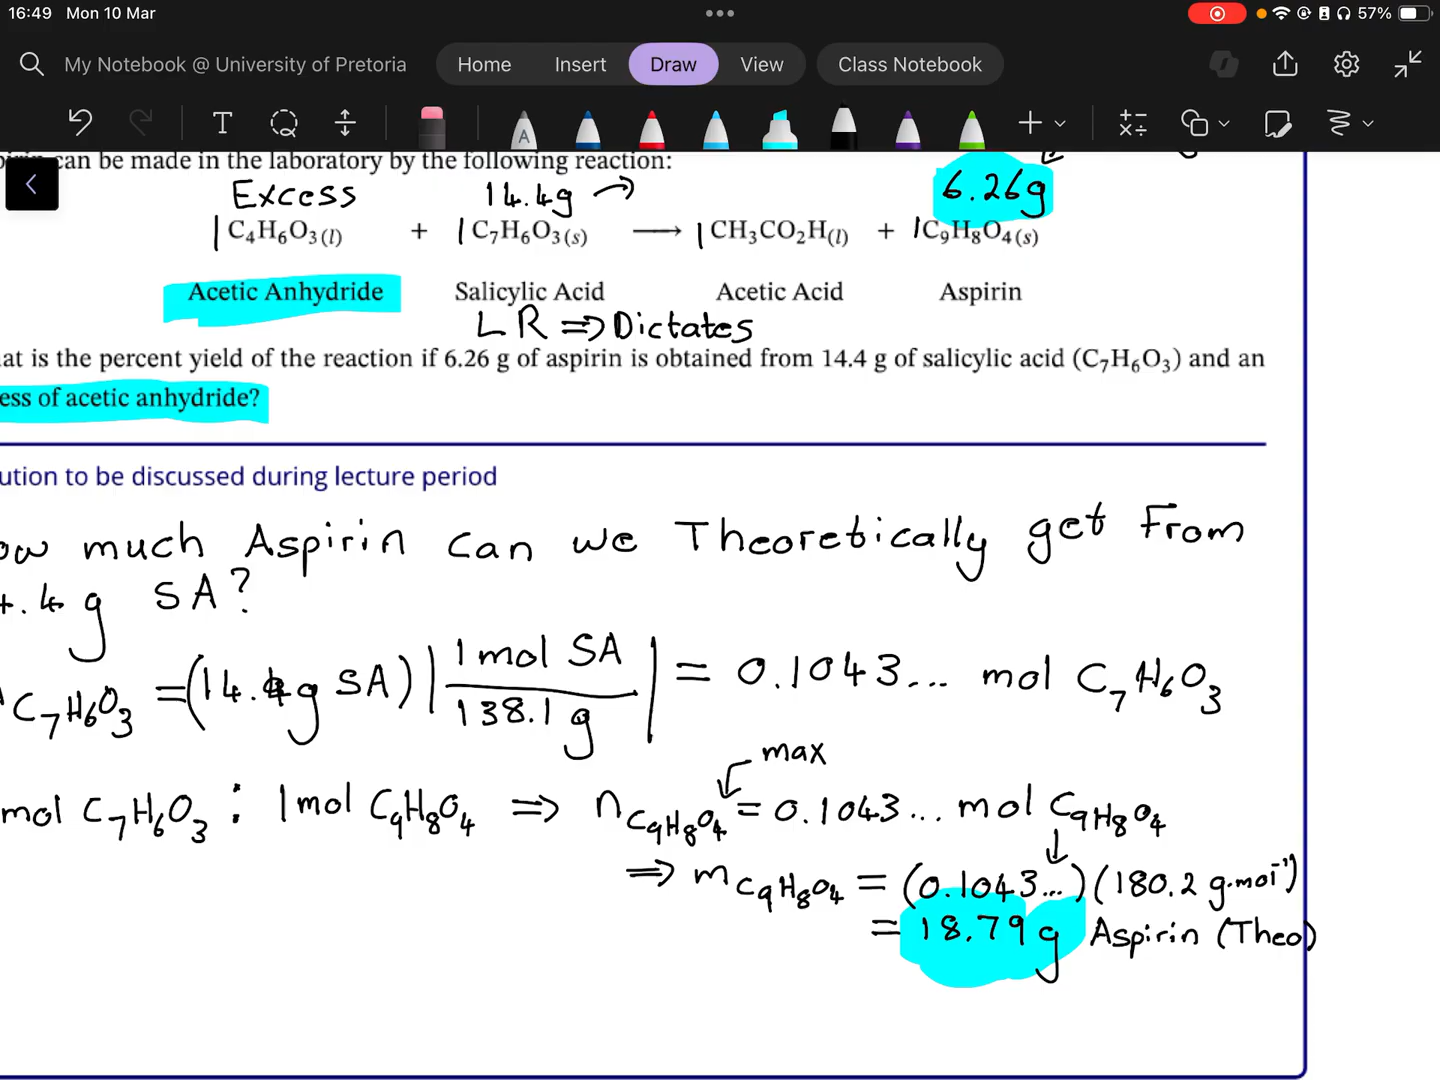 16:49 Mon 10 Mar
57%
My Notebook @ University of Pretoria Home Insert Draw View Class Notebook
T A
can be made in the laboratory by the following reaction:
Excess 14.4g → 6.26g
1 C₄H₆O₃(l) + 1 C₇H₆O₃(s) ⟶ 1 CH₃CO₂H(l) + 1 C₉H₈O₄(s)
Acetic Anhydride Salicylic Acid Acetic Acid Aspirin
LR ⇒ Dictates
at is the percent yield of the reaction if 6.26 g of aspirin is obtained from 14.4 g of salicylic acid (C₇H₆O₃) and an
ess of acetic anhydride?
ution to be discussed during lecture period
ow much Aspirin can we Theoretically get From
.4 g SA?
C₇H₆O₃ = (14.4g SA) | 1 mol SA / 138.1 g | = 0.1043... mol C₇H₆O₃
max
mol C₇H₆O₃ : 1 mol C₉H₈O₄ ⇒ n C₉H₈O₄ = 0.1043... mol C₉H₈O₄
⇒ m C₉H₈O₄ = (0.1043...)(180.2 g·mol⁻¹)
= 18.79 g Aspirin (Theo)